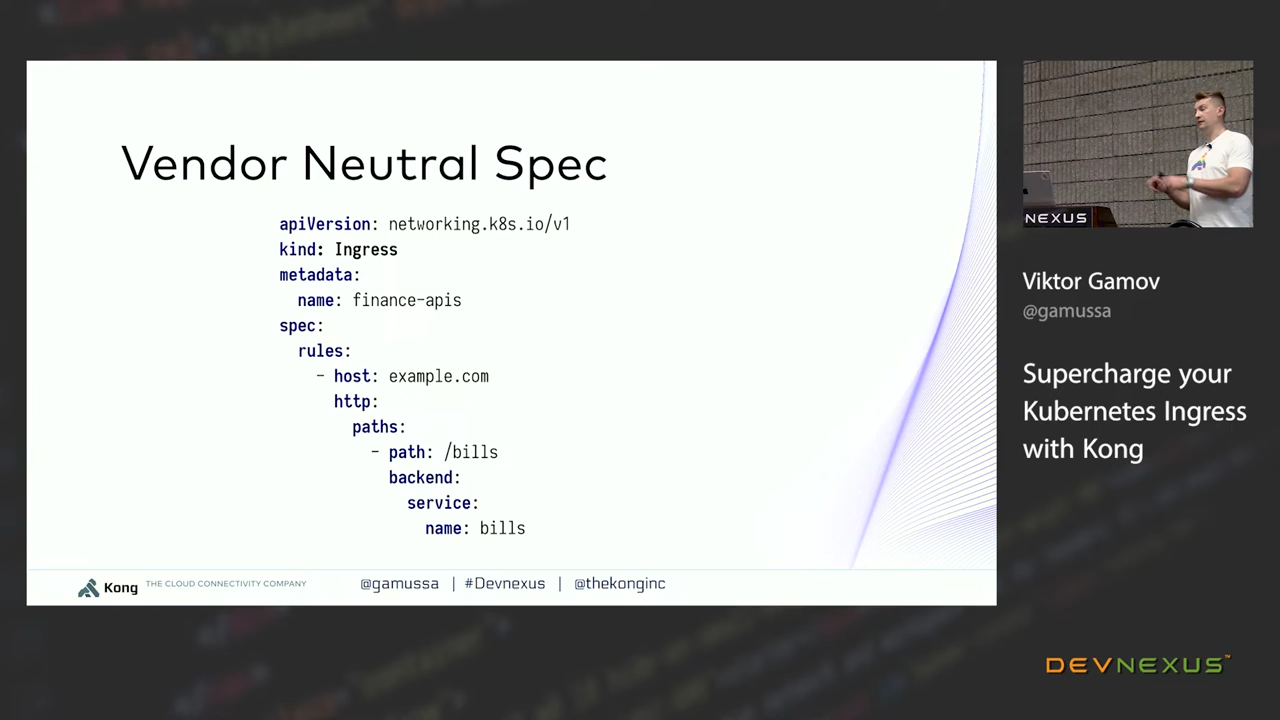 Vendor Neutral Spec
apiVersion: networking.k8s.io/v1
kind: Ingress
metadata:
  name: finance-apis
spec:
  rules:
    - host: example.com
      http:
        paths:
          - path: /bills
            backend:
              service:
                name: bills
Kong THE CLOUD CONNECTIVITY COMPANY
@gamussa | #Devnexus | @thekonginc
NEXUS
Viktor Gamov
@gamussa
Supercharge your
Kubernetes Ingress
with Kong
DEVNEXUS™